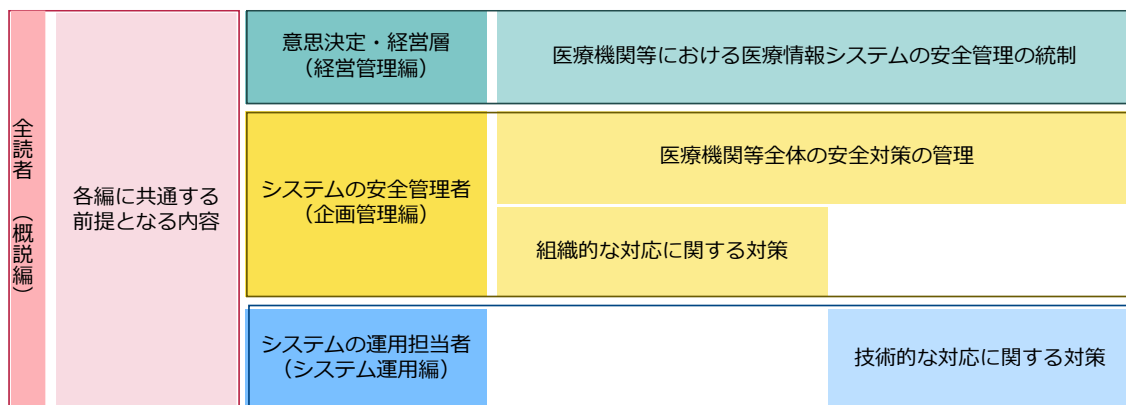 全読者（概説編）
各編に共通する
前提となる内容
意思決定・経営層
（経営管理編）
医療機関等における医療情報システムの安全管理の統制
システムの安全管理者
（企画管理編）
医療機関等全体の安全対策の管理
組織的な対応に関する対策
システムの運用担当者
（システム運用編）
技術的な対応に関する対策